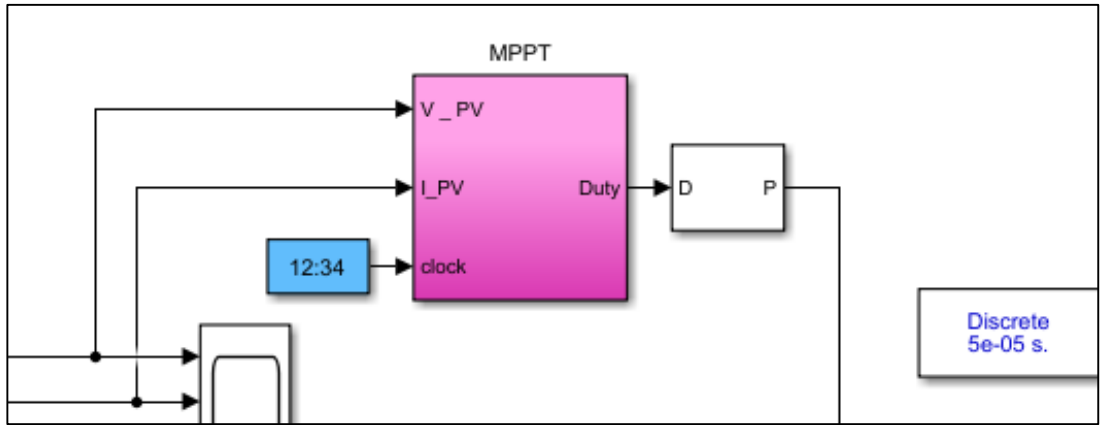 MPPT
V _ PV
I_PV
Duty
D
P
12:34
clock
Discrete
5e-05 s.